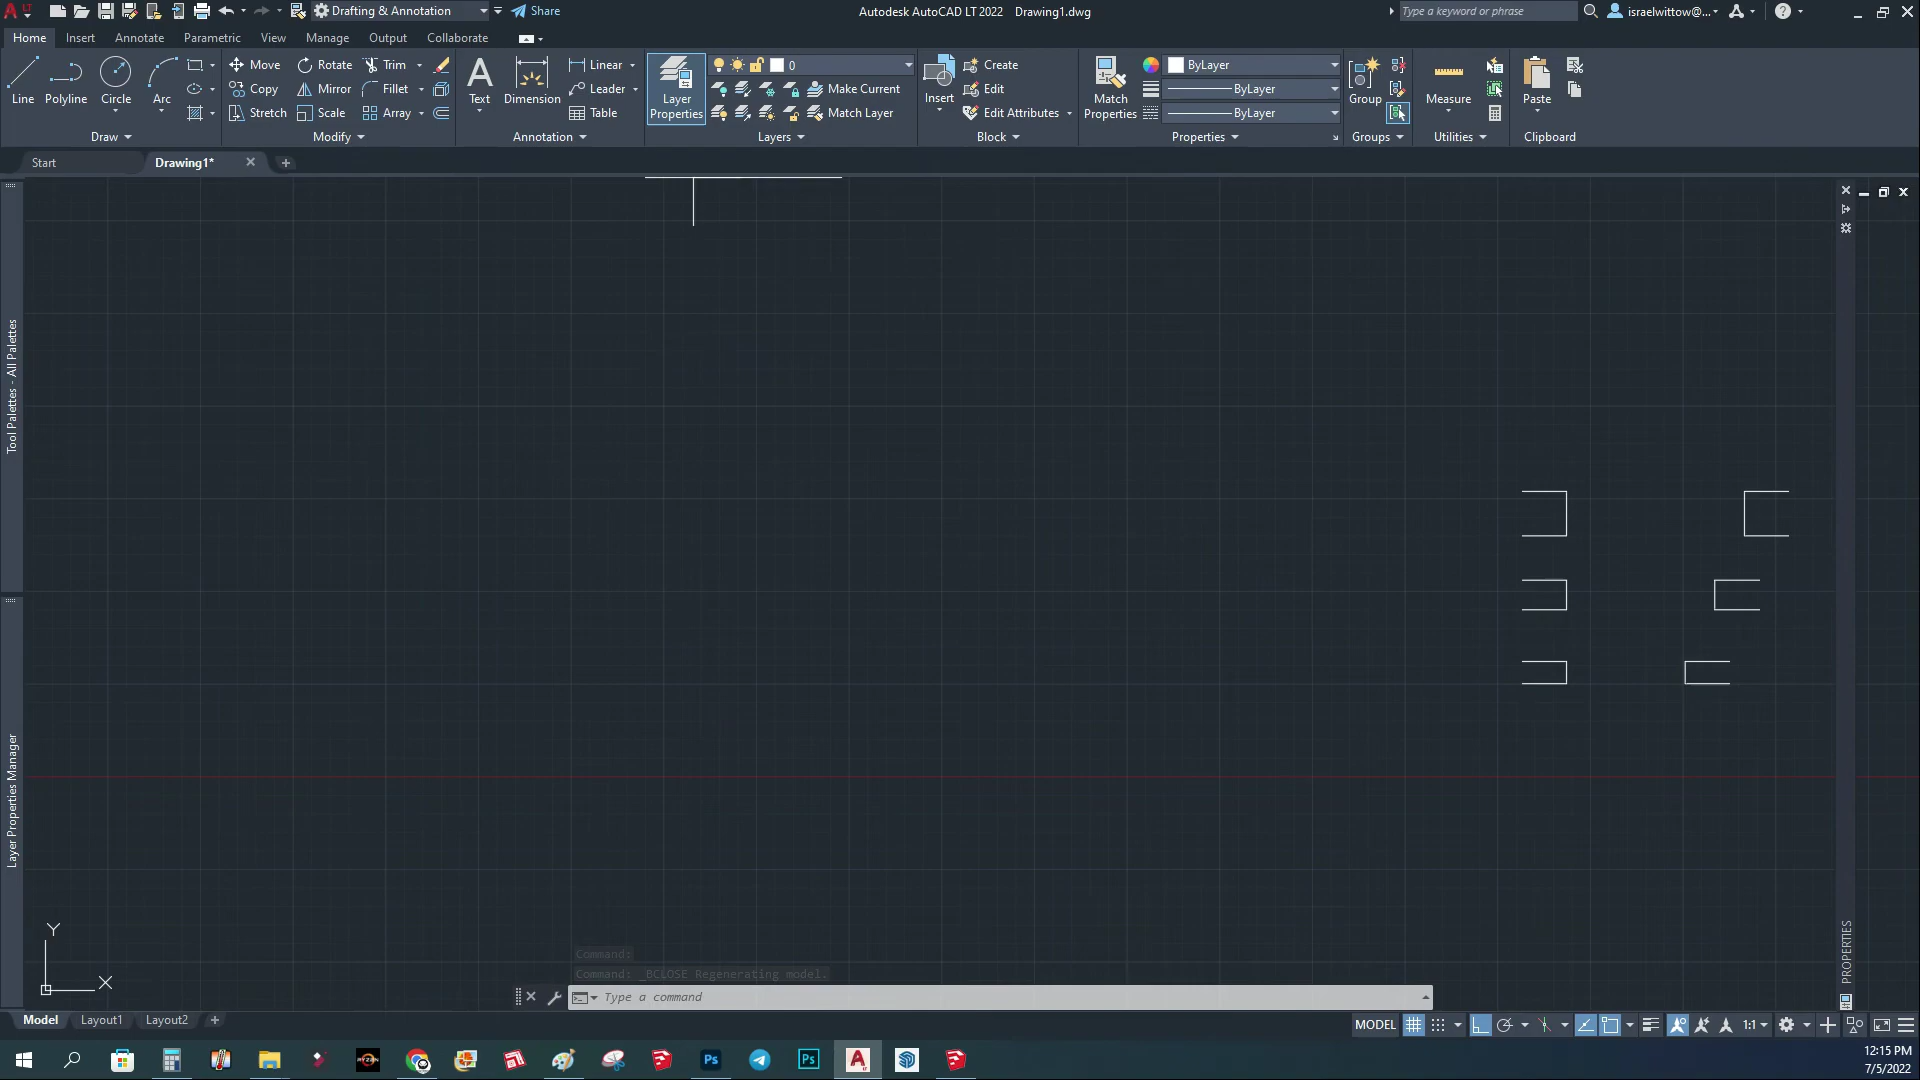 LT
Drafting & Annotation
Share
Autodesk AutoCAD LT 2022 Drawing1.dwg
Type a keyword or phrase
israelwittow@...
Home Insert Annotate Parametric View Manage Output Collaborate
Line Polyline Circle Arc
Move Rotate Trim
Copy Mirror Fillet
Stretch Scale Array
Text Dimension
Linear
Leader
Table
Layer
Properties
0
Make Current
Match Layer
Insert
Create
Edit
Edit Attributes
Match
Properties
ByLayer
ByLayer
ByLayer
Group
Measure
Paste
Draw Modify Annotation Layers Block Properties Groups Utilities Clipboard
Start Drawing1*
Tool Palettes - All Palettes
Layer Properties Manager
PROPERTIES
Y
X
Command:
Command: _BCLOSE Regenerating model.
Type a command
Model Layout1 Layout2
MODEL 1:1
RYZEN
Ps
Ps
A
LT
12:15 PM
7/5/2022